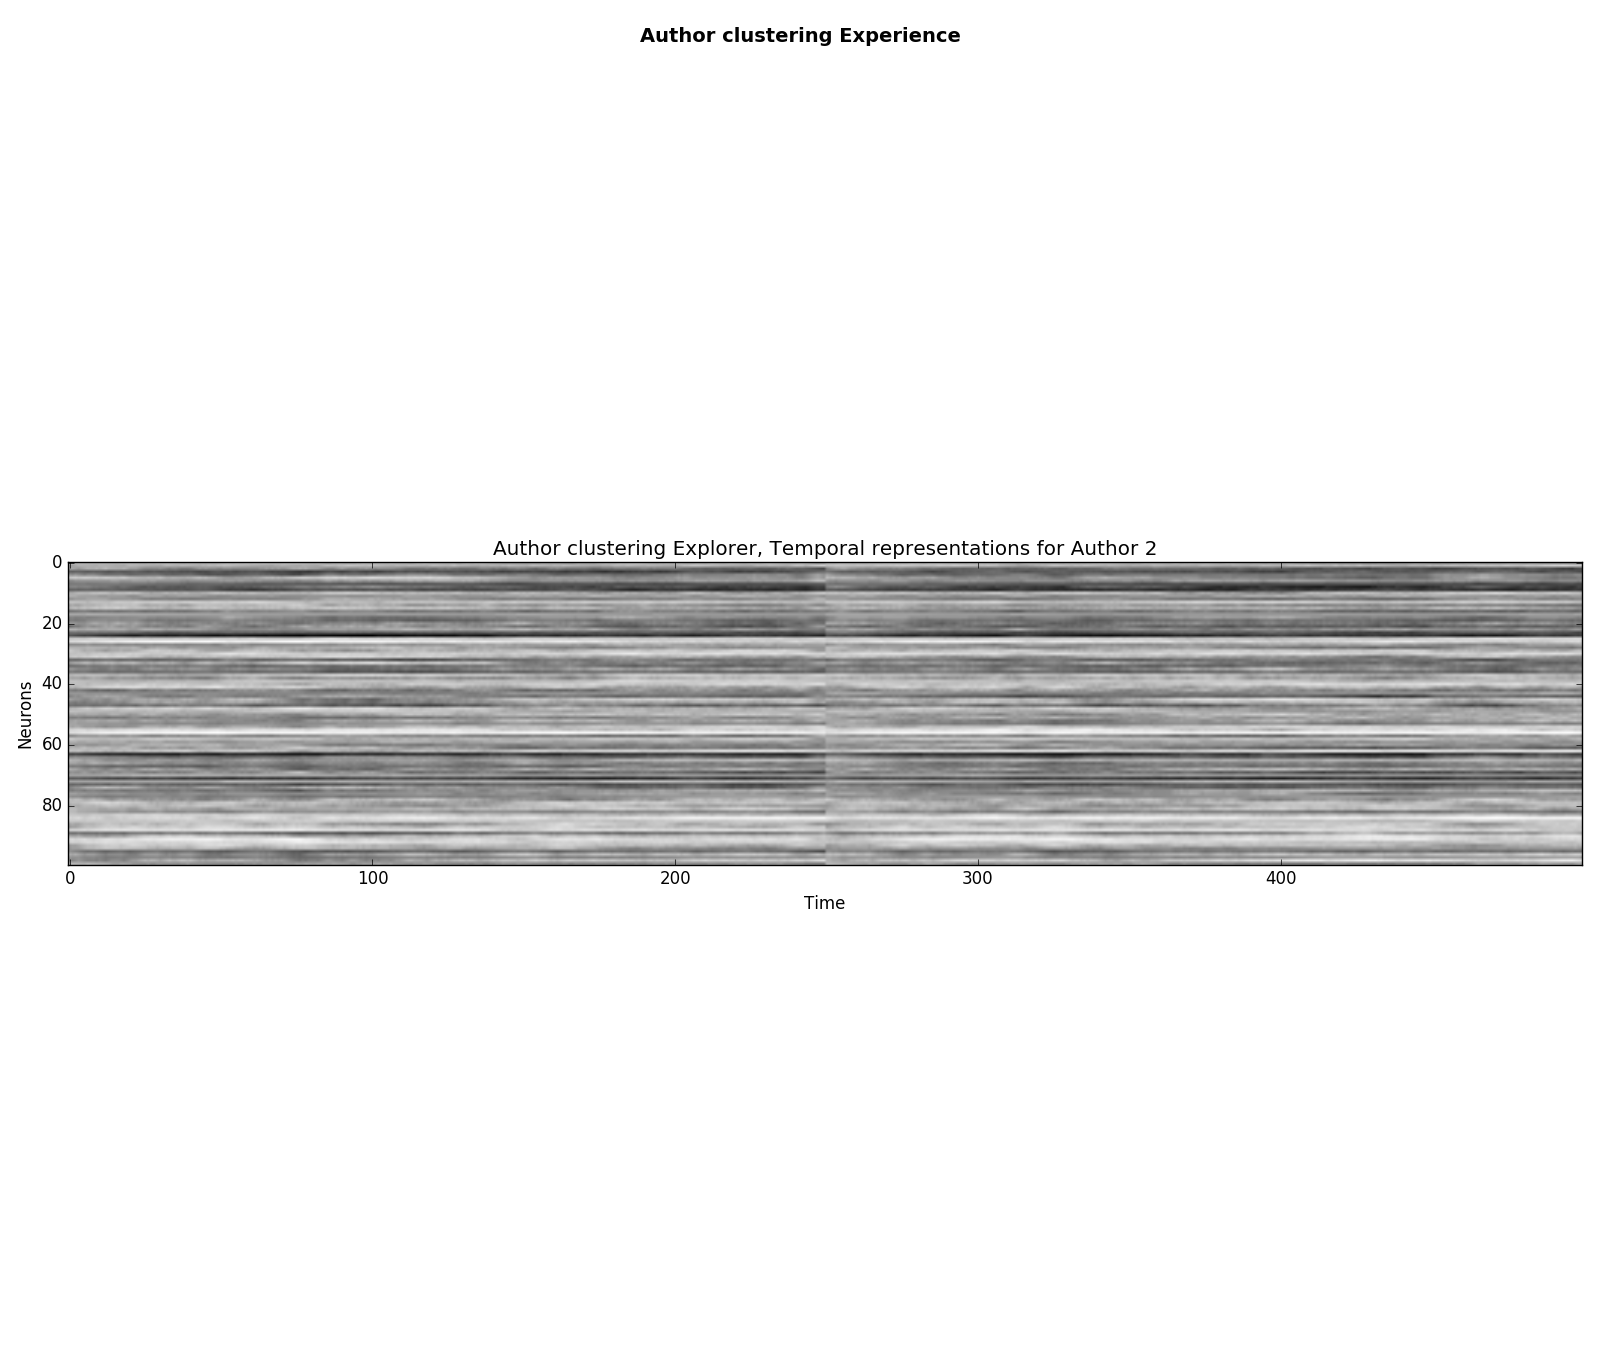 Author clustering Experience
Author clustering Explorer, Temporal representations for Author 2
0
20
40
60
80
Neurons
0 100 200 300 400
Time